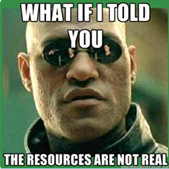 WHAT IF I TOLD
YOU
THE RESOURCES ARE NOT REAL